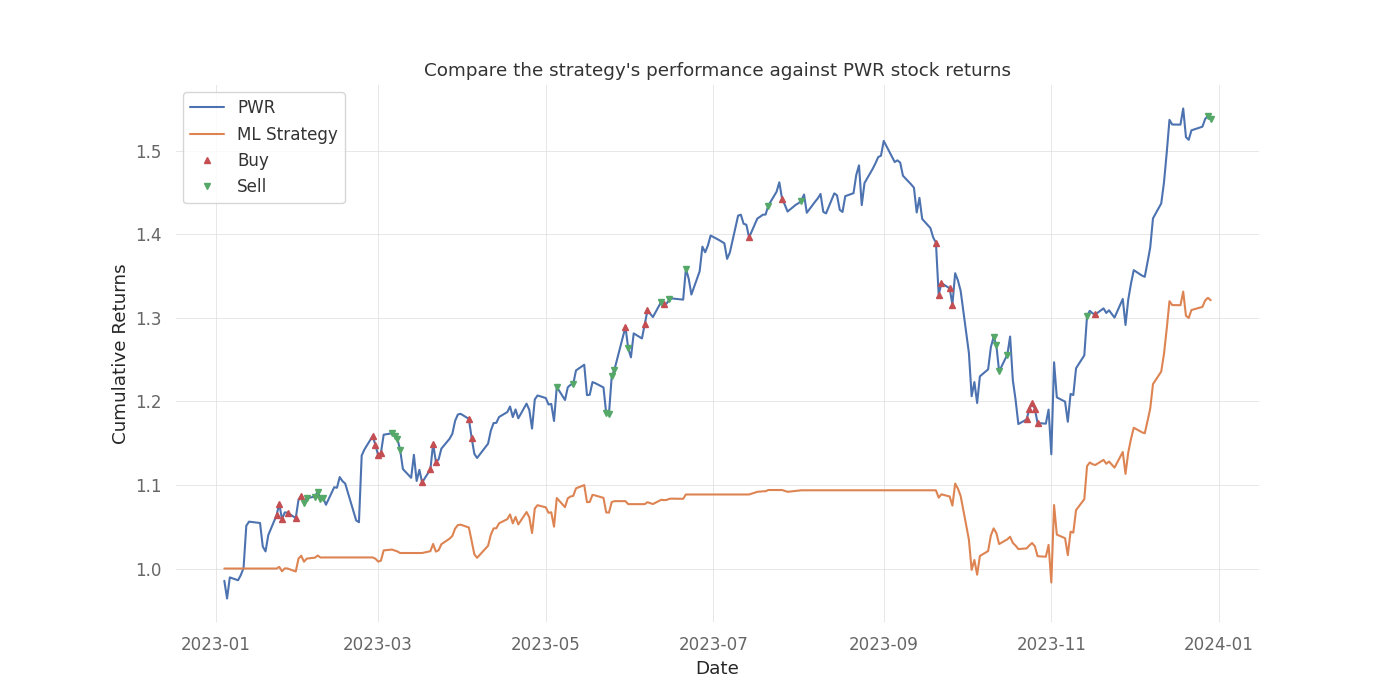 Compare the strategy's performance against PWR stock returns
PWR
ML Strategy
Buy
Sell
Cumulative Returns
1.5
1.4
1.3
1.2
1.1
1.0
2023-01 2023-03 2023-05 2023-07 2023-09 2023-11 2024-01
Date